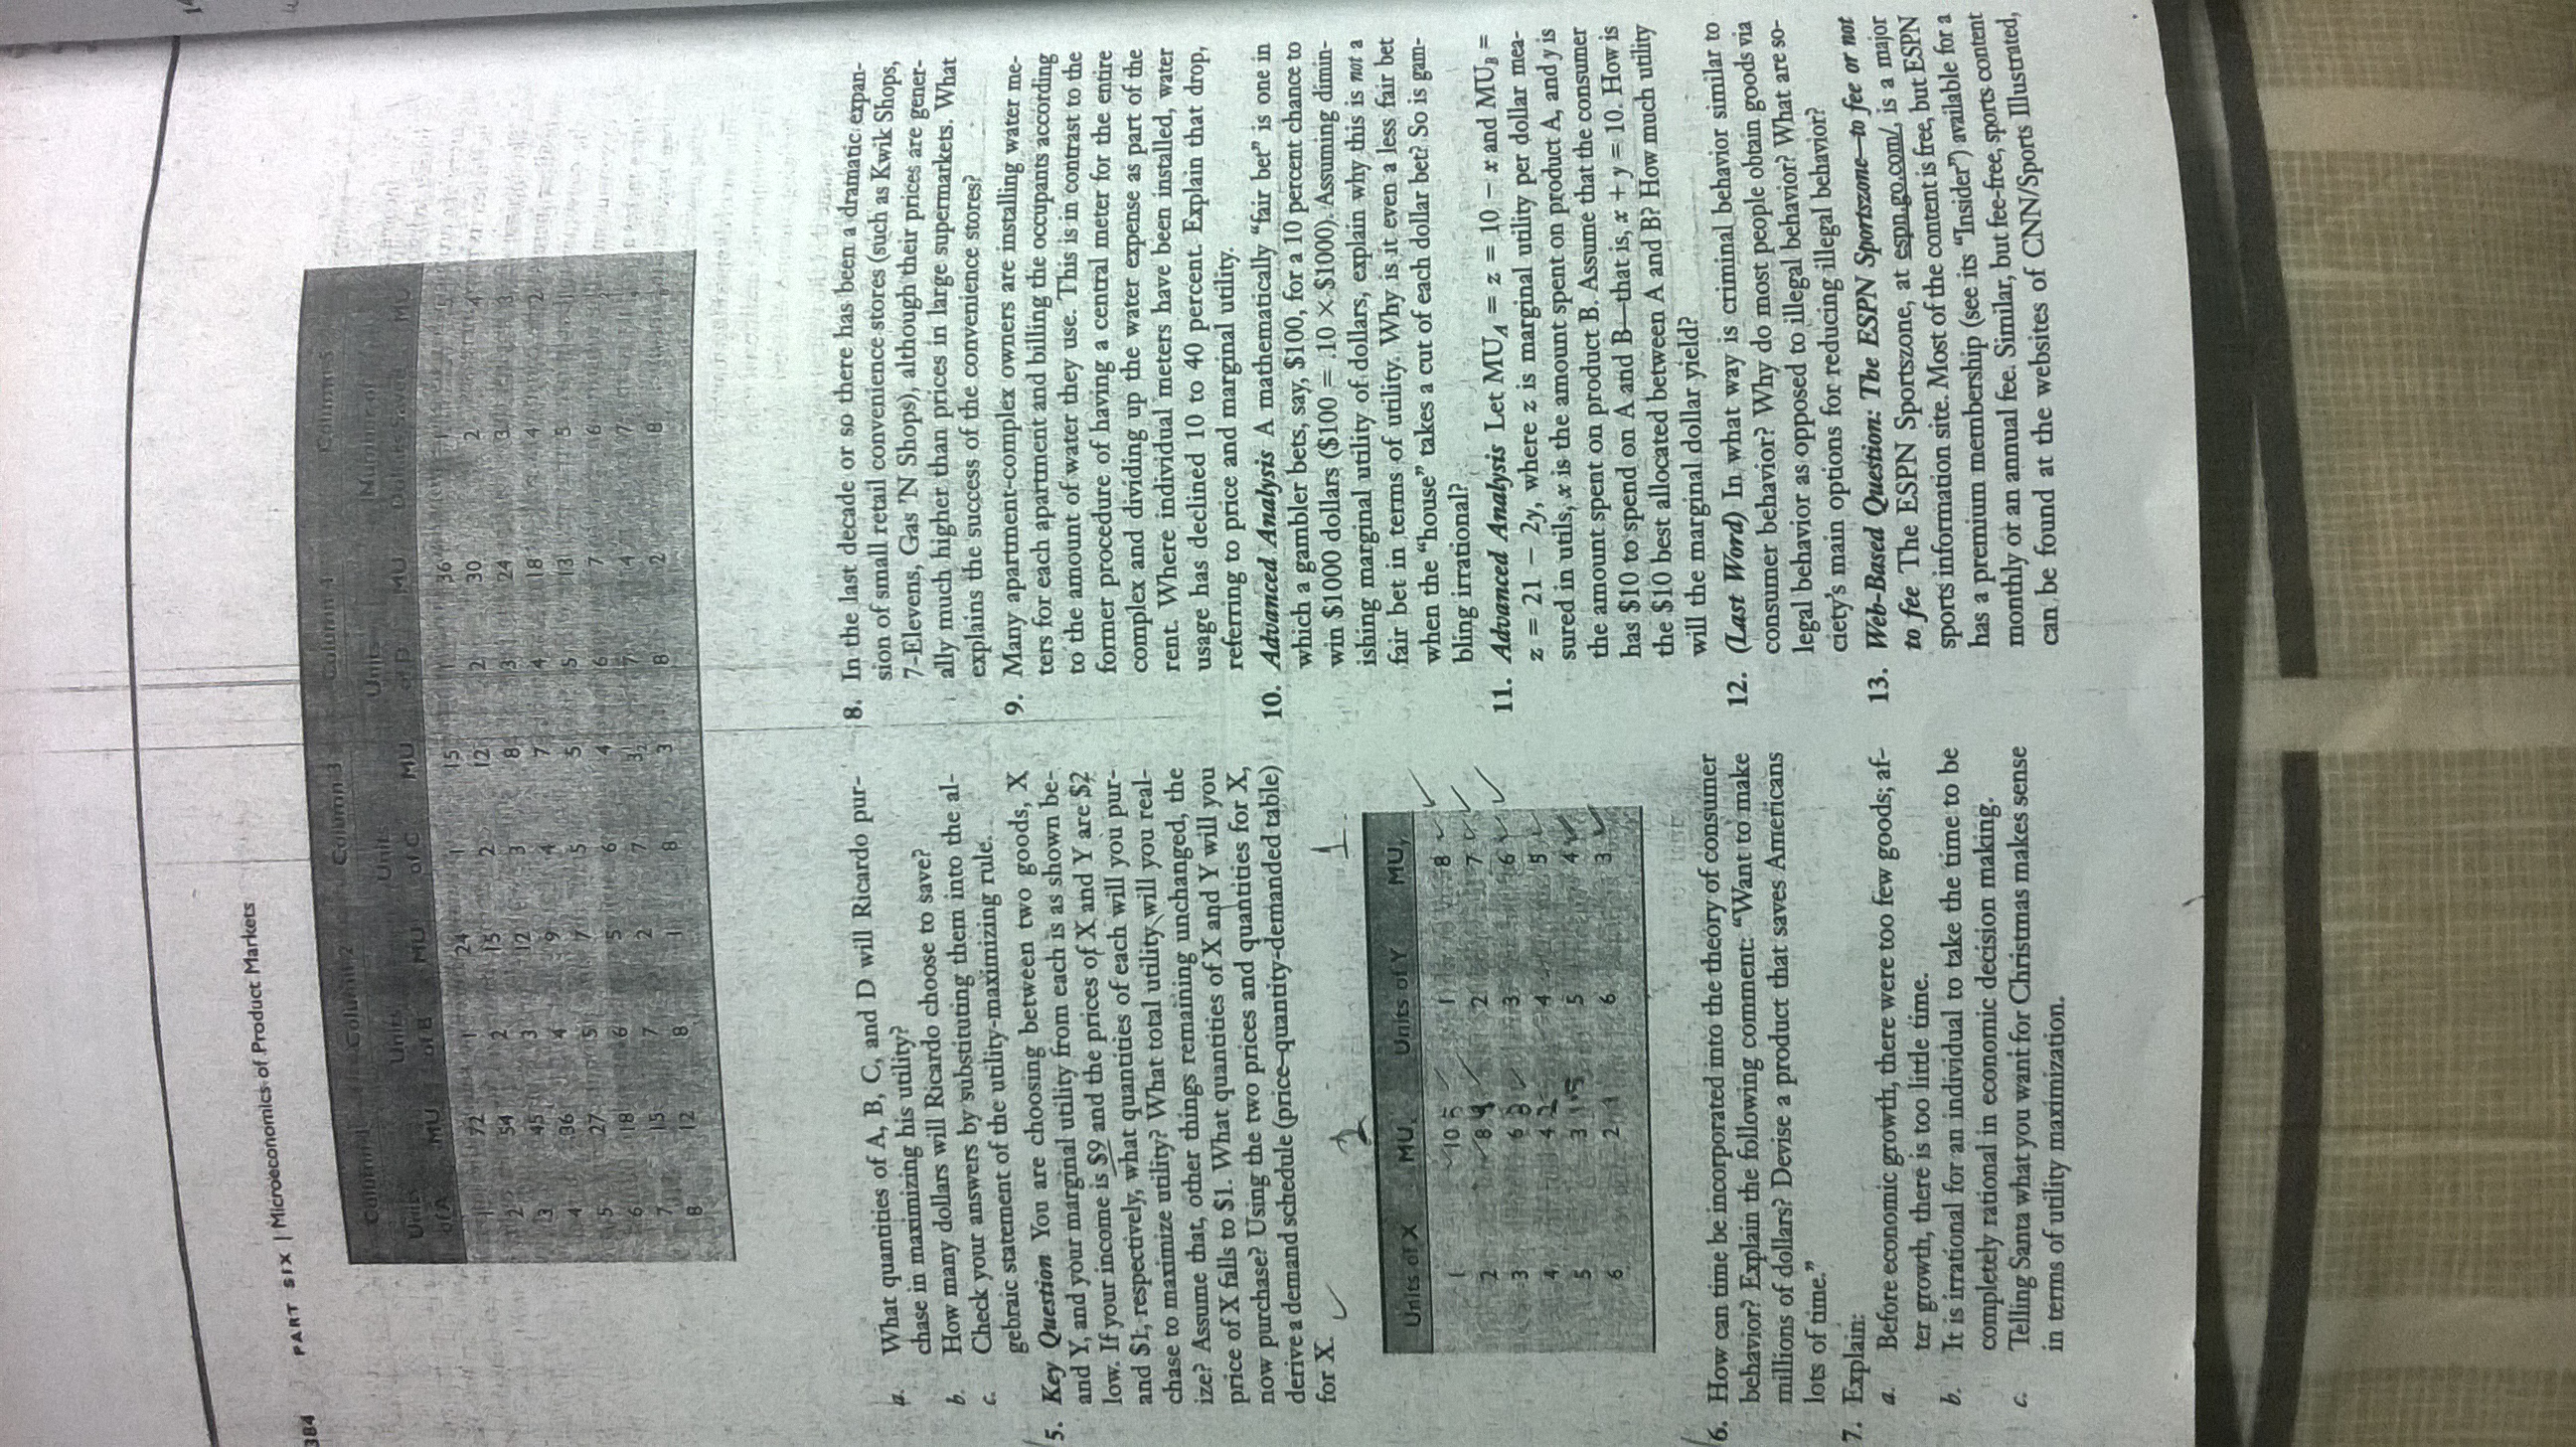 384 PART SIX | Microeconomics of Product Markets
Column 1 Column 2 Column 3 Column 4 Column 5
Units of A MU Units of B MU Units of C MU Units of D MU Number of Dollars Saved MU
1 72 1 24 1 15 1 36 1 5
2 54 2 15 2 12 2 30 2 4
3 45 3 12 3 8 3 24 3 3
4 36 4 9 4 7 4 18 4 2
5 27 5 7 5 5 5 13 5
6 18 6 5 6 4 6 7 6
7 15 7 2 7 3½ 7 4 7
8 12 8 1 8 3 8 2 8
a. What quantities of A, B, C, and D will Ricardo pur-
chase in maximizing his utility?
b. How many dollars will Ricardo choose to save?
c. Check your answers by substituting them into the al-
gebraic statement of the utility-maximizing rule.
5. Key Question You are choosing between two goods, X
and Y, and your marginal utility from each is as shown be-
low. If your income is $9 and the prices of X and Y are $2
and $1, respectively, what quantities of each will you pur-
chase to maximize utility? What total utility will you real-
ize? Assume that, other things remaining unchanged, the
price of X falls to $1. What quantities of X and Y will you
now purchase? Using the two prices and quantities for X,
derive a demand schedule (price–quantity-demanded table)
for X.
2 1
Units of X MUx Units of Y MUy
1 10 5 1 8
2 8 4 2 7
3 6 3 3 6
4 4 2 4 5
5 3 1.5 5 4
6 2 1 6 3
6. How can time be incorporated into the theory of consumer
behavior? Explain the following comment: “Want to make
millions of dollars? Devise a product that saves Americans
lots of time.”
7. Explain:
a. Before economic growth, there were too few goods; af-
ter growth, there is too little time.
b. It is irrational for an individual to take the time to be
completely rational in economic decision making.
c. Telling Santa what you want for Christmas makes sense
in terms of utility maximization.
8. In the last decade or so there has been a dramatic expan-
sion of small retail convenience stores (such as Kwik Shops,
7-Elevens, Gas 'N Shops), although their prices are gener-
ally much higher than prices in large supermarkets. What
explains the success of the convenience stores?
9. Many apartment-complex owners are installing water me-
ters for each apartment and billing the occupants according
to the amount of water they use. This is in contrast to the
former procedure of having a central meter for the entire
complex and dividing up the water expense as part of the
rent. Where individual meters have been installed, water
usage has declined 10 to 40 percent. Explain that drop,
referring to price and marginal utility.
10. Advanced Analysis A mathematically “fair bet” is one in
which a gambler bets, say, $100, for a 10 percent chance to
win $1000 dollars ($100 = .10 × $1000). Assuming dimin-
ishing marginal utility of dollars, explain why this is not a
fair bet in terms of utility. Why is it even a less fair bet
when the “house” takes a cut of each dollar bet? So is gam-
bling irrational?
11. Advanced Analysis Let MUA = z = 10 − x and MUB =
z = 21 − 2y, where z is marginal utility per dollar mea-
sured in utils, x is the amount spent on product A, and y is
the amount spent on product B. Assume that the consumer
has $10 to spend on A and B—that is, x + y = 10. How is
the $10 best allocated between A and B? How much utility
will the marginal dollar yield?
12. (Last Word) In what way is criminal behavior similar to
consumer behavior? Why do most people obtain goods via
legal behavior as opposed to illegal behavior? What are so-
ciety's main options for reducing illegal behavior?
13. Web-Based Question: The ESPN Sportszone—to fee or not
to fee The ESPN Sportszone, at espn.go.com/, is a major
sports information site. Most of the content is free, but ESPN
has a premium membership (see its “Insider”) available for a
monthly or an annual fee. Similar, but fee-free, sports content
can be found at the websites of CNN/Sports Illustrated,